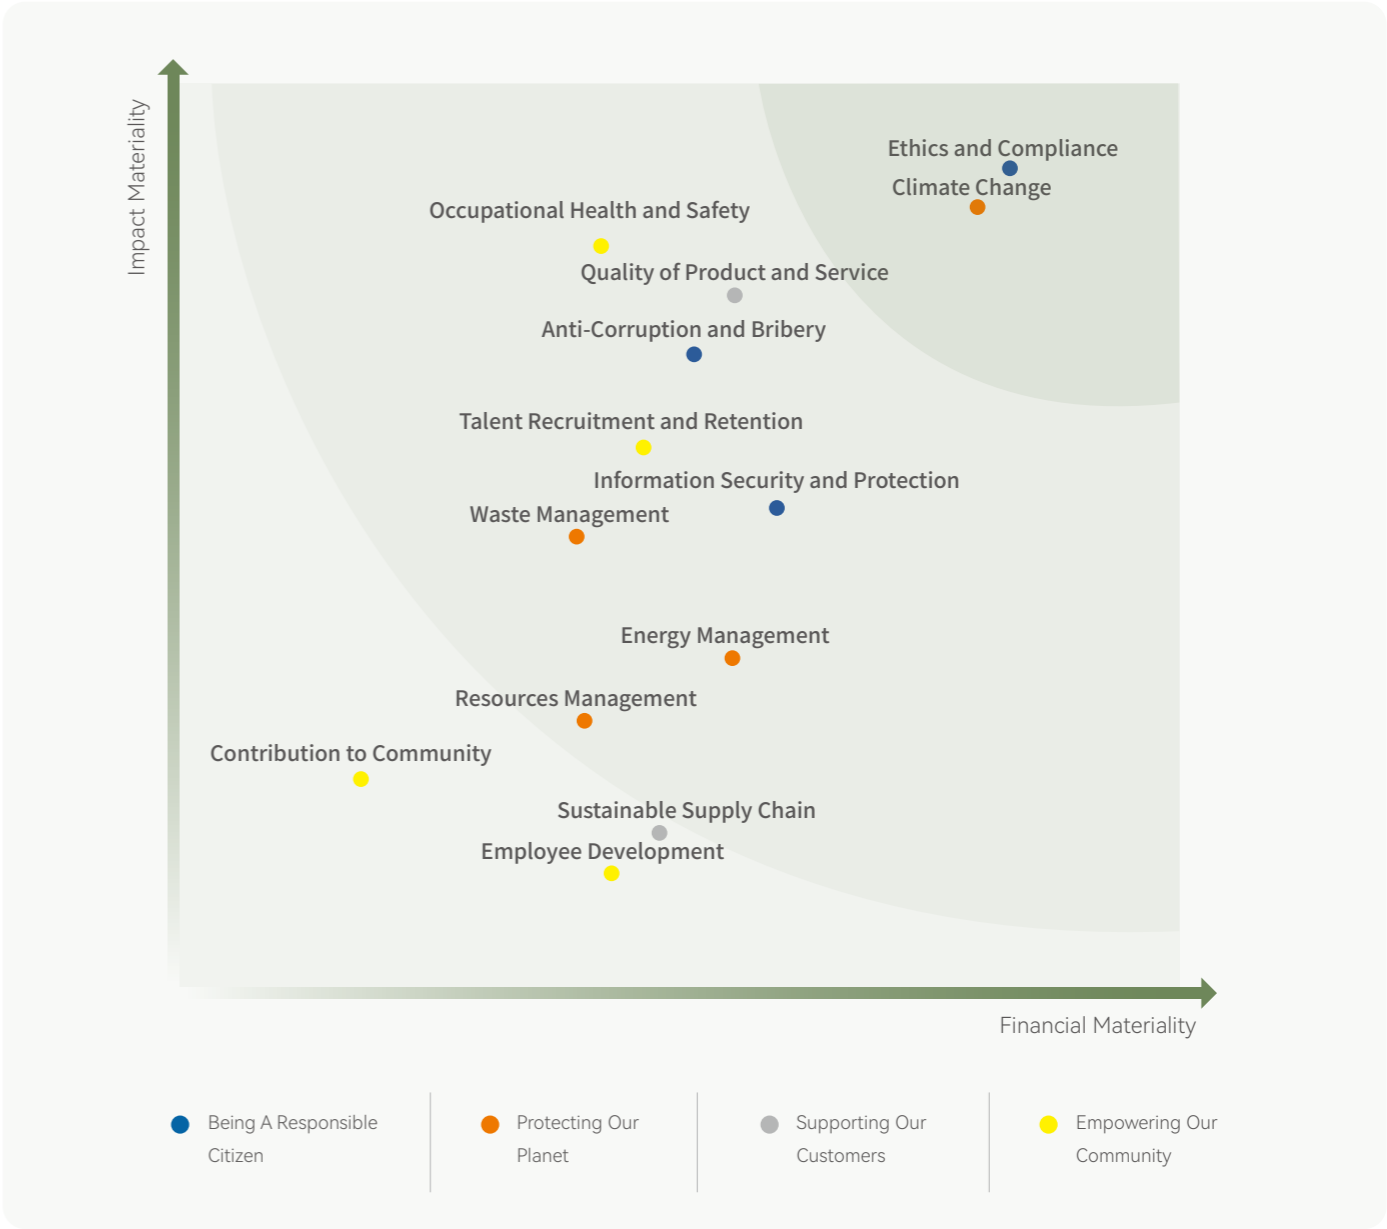 Impact Materiality
Ethics and Compliance
Climate Change
Occupational Health and Safety
Quality of Product and Service
Anti-Corruption and Bribery
Talent Recruitment and Retention
Information Security and Protection
Waste Management
Energy Management
Resources Management
Contribution to Community
Sustainable Supply Chain
Employee Development
Financial Materiality
Being A Responsible
Citizen
Protecting Our
Planet
Supporting Our
Customers
Empowering Our
Community